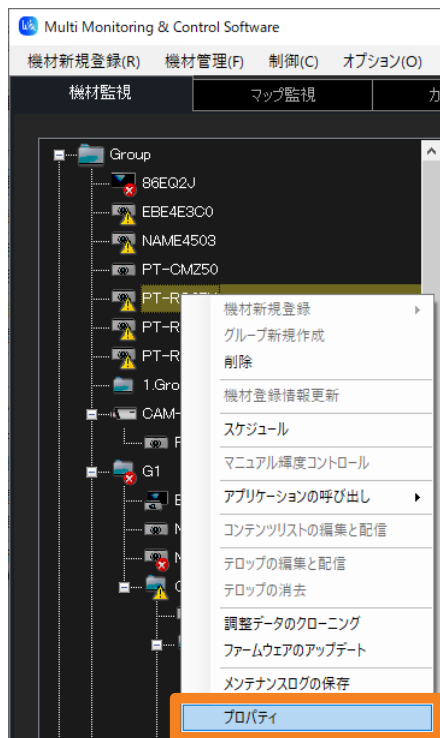 Multi Monitoring & Control Software
機材新規登録(R) 機材管理(F) 制御(C) オプション(O)
機材監視 マップ監視
Group
86EQ2J
EBE4E3C0
NAME4503
PT-CMZ50
PT-R
PT-R
PT-R
1.Gro
CAM-
G1
機材新規登録
グループ新規作成
削除
機材登録情報更新
スケジュール
マニュアル輝度コントロール
アプリケーションの呼び出し
コンテンツリストの編集と配信
テロップの編集と配信
テロップの消去
調整データのクローニング
ファームウェアのアップデート
メンテナンスログの保存
プロパティ